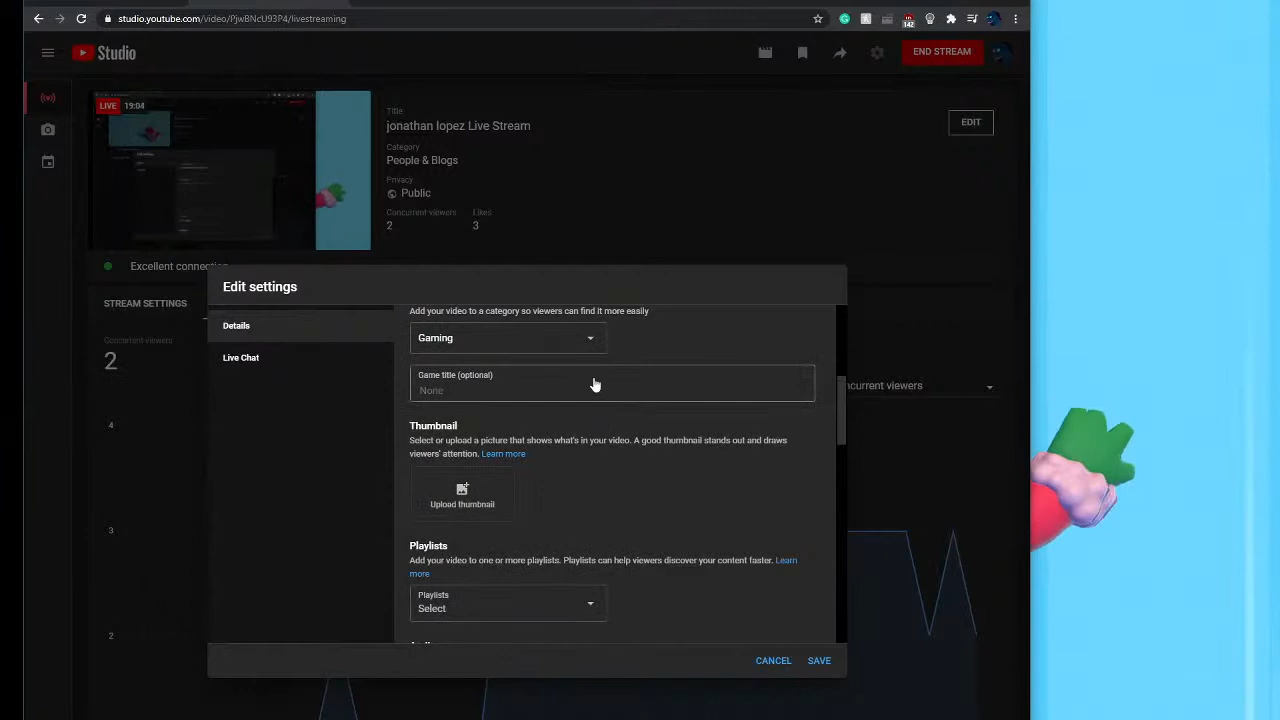 studio.youtube.com/video/PjwBNcU93P4/livestreaming
142
Studio
END STREAM
LIVE 19:04
Title
jonathan lopez Live Stream
EDIT
Category
People & Blogs
Privacy
Public
Concurrent viewers Likes
2 3
Excellent connection
STREAM SETTINGS
Concurrent viewers
2
4
3
2
Edit settings
Details
Live Chat
Add your video to a category so viewers can find it more easily
Gaming
Game title (optional)
None
oncurrent viewers
Thumbnail
Select or upload a picture that shows what's in your video. A good thumbnail stands out and draws
viewers' attention. Learn more
Upload thumbnail
Playlists
Add your video to one or more playlists. Playlists can help viewers discover your content faster. Learn
more
Playlists
Select
CANCEL SAVE